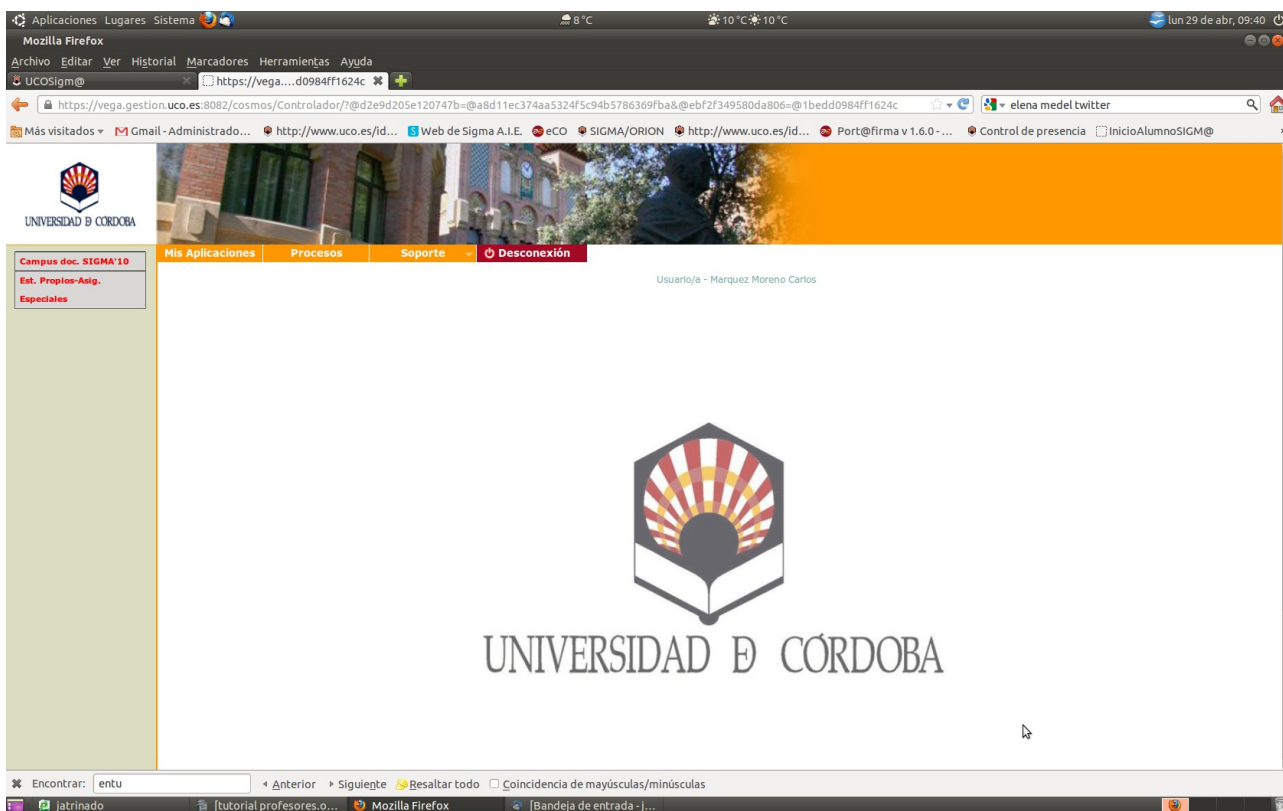 Aplicaciones Lugares Sistema 8 °C 10 °C 10 °C lun 29 de abr, 09:40
Mozilla Firefox
Archivo Editar Ver Historial Marcadores Herramientas Ayuda
UCOSigm@ https://vega....d0984ff1624c
https://vega.gestion.uco.es:8082/cosmos/Controlador/?@d2e9d205e120747b=@a8d11ec374aa5324f5c94b5786369fba&@ebf2f349580da806=@1bedd0984ff1624c elena medel twitter
Más visitados Gmail - Administrado... http://www.uco.es/id... Web de Sigma A.I.E. eCO SIGMA/ORION http://www.uco.es/id... Port@firma v 1.6.0 - ... Control de presencia InicioAlumnoSIGM@
UNIVERSIDAD Ð CÓRDOBA
Mis Aplicaciones Procesos Soporte Desconexión
Campus doc. SIGMA'10
Est. Propios-Asig.
Especiales
Usuario/a - Marquez Moreno Carlos
UNIVERSIDAD Ð CÓRDOBA
Encontrar: entu Anterior Siguiente Resaltar todo Coincidencia de mayúsculas/minúsculas
jatrinado [tutorial profesores.o... Mozilla Firefox [Bandeja de entrada - j...